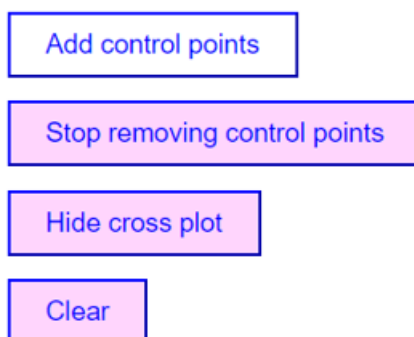 Add control points
Stop removing control points
Hide cross plot
Clear